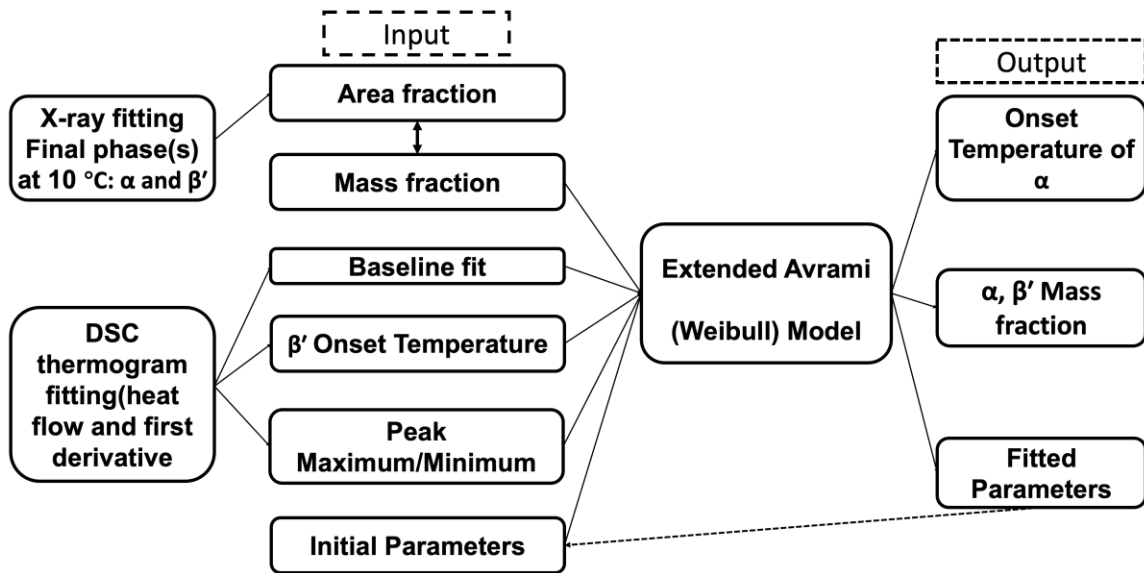 Input
Output
X-ray fitting
Final phase(s)
at 10 °C: α and β′
Area fraction
Mass fraction
Baseline fit
β′ Onset Temperature
Peak
Maximum/Minimum
Initial Parameters
DSC
thermogram
fitting(heat
flow and first
derivative
Extended Avrami
(Weibull) Model
Onset
Temperature of
α
α, β′ Mass
fraction
Fitted
Parameters